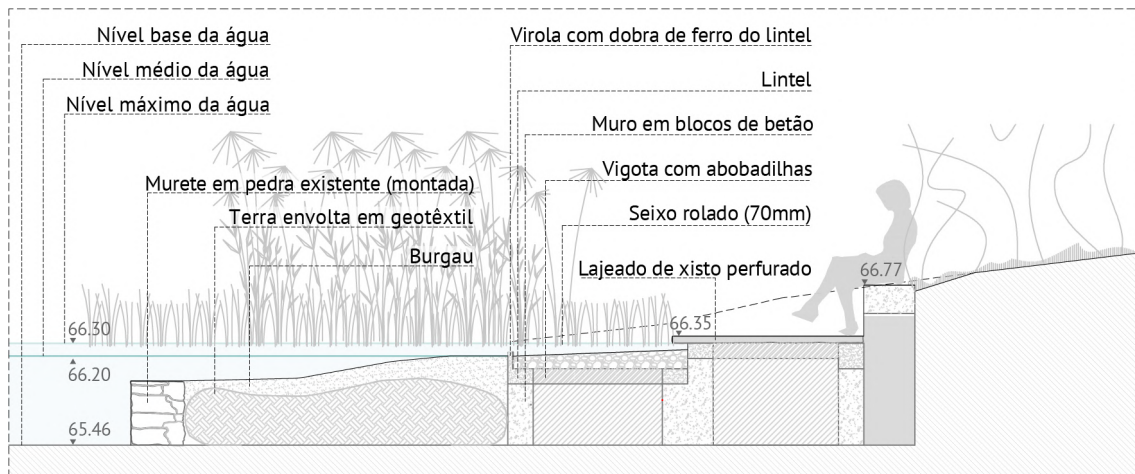 Nível base da água
Nível médio da água
Nível máximo da água
Murete em pedra existente (montada)
Terra envolta em geotêxtil
Burgau
Virola com dobra de ferro do lintel
Lintel
Muro em blocos de betão
Vigota com abobadilhas
Seixo rolado (70mm)
Lajeado de xisto perfurado
66.77
66.35
66.30
66.20
65.46